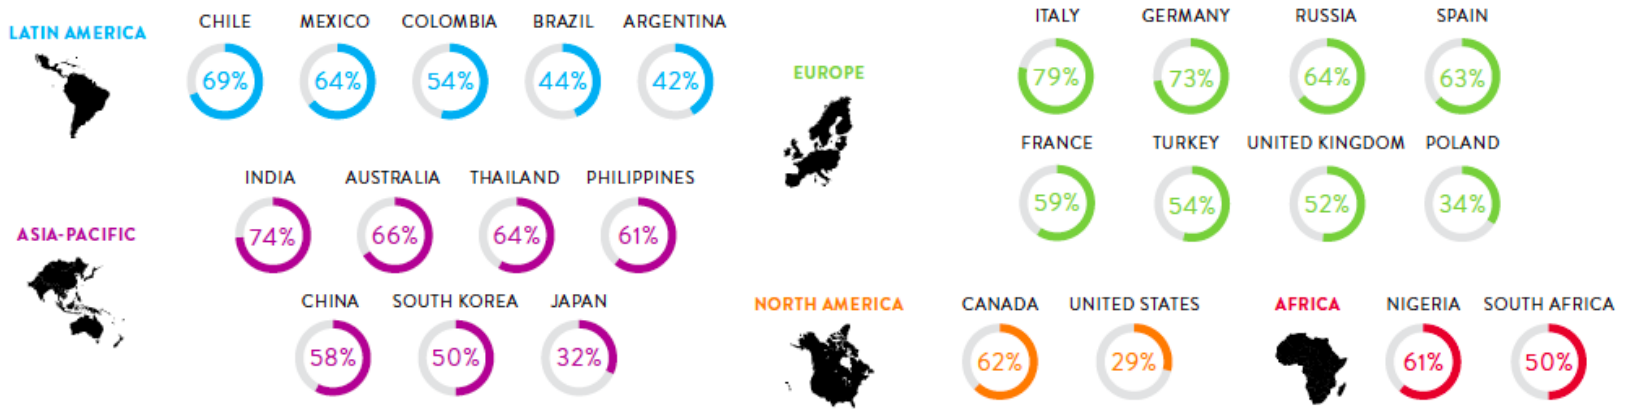 LATIN AMERICA
CHILE MEXICO COLOMBIA BRAZIL ARGENTINA
69% 64% 54% 44% 42%
ASIA-PACIFIC
INDIA AUSTRALIA THAILAND PHILIPPINES
74% 66% 64% 61%
CHINA SOUTH KOREA JAPAN
58% 50% 32%
EUROPE
ITALY GERMANY RUSSIA SPAIN
79% 73% 64% 63%
FRANCE TURKEY UNITED KINGDOM POLAND
59% 54% 52% 34%
NORTH AMERICA
CANADA UNITED STATES
62% 29%
AFRICA
NIGERIA SOUTH AFRICA
61% 50%